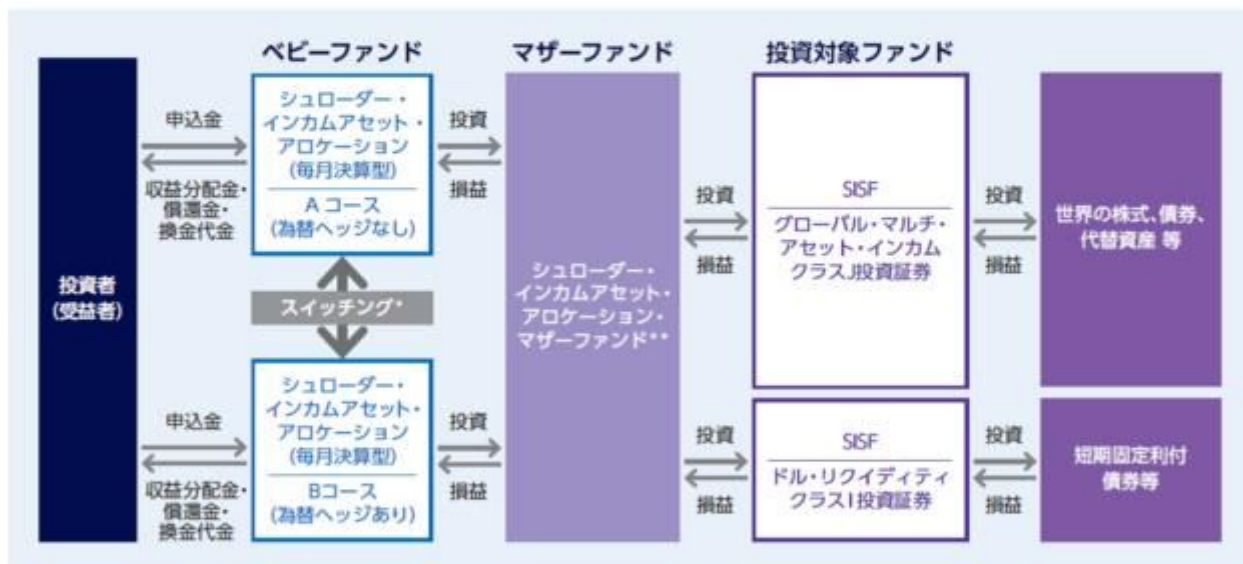 ベビーファンド
マザーファンド
投資対象ファンド
投資者
(受益者)
申込金
収益分配金・
償還金・
換金代金
シュローダー・
インカムアセット・
アロケーション
(毎月決算型)
Aコース
(為替ヘッジなし)
スイッチング*
申込金
収益分配金・
償還金・
換金代金
シュローダー・
インカムアセット・
アロケーション
(毎月決算型)
Bコース
(為替ヘッジあり)
投資
損益
投資
損益
シュローダー・
インカムアセット・
アロケーション・
マザーファンド**
投資
損益
SISF
グローバル・マルチ・
アセット・インカム
クラスJ投資証券
投資
損益
世界の株式、債券、
代替資産 等
投資
損益
SISF
ドル・リクイディティ
クラスI投資証券
投資
損益
短期固定利付
債券等